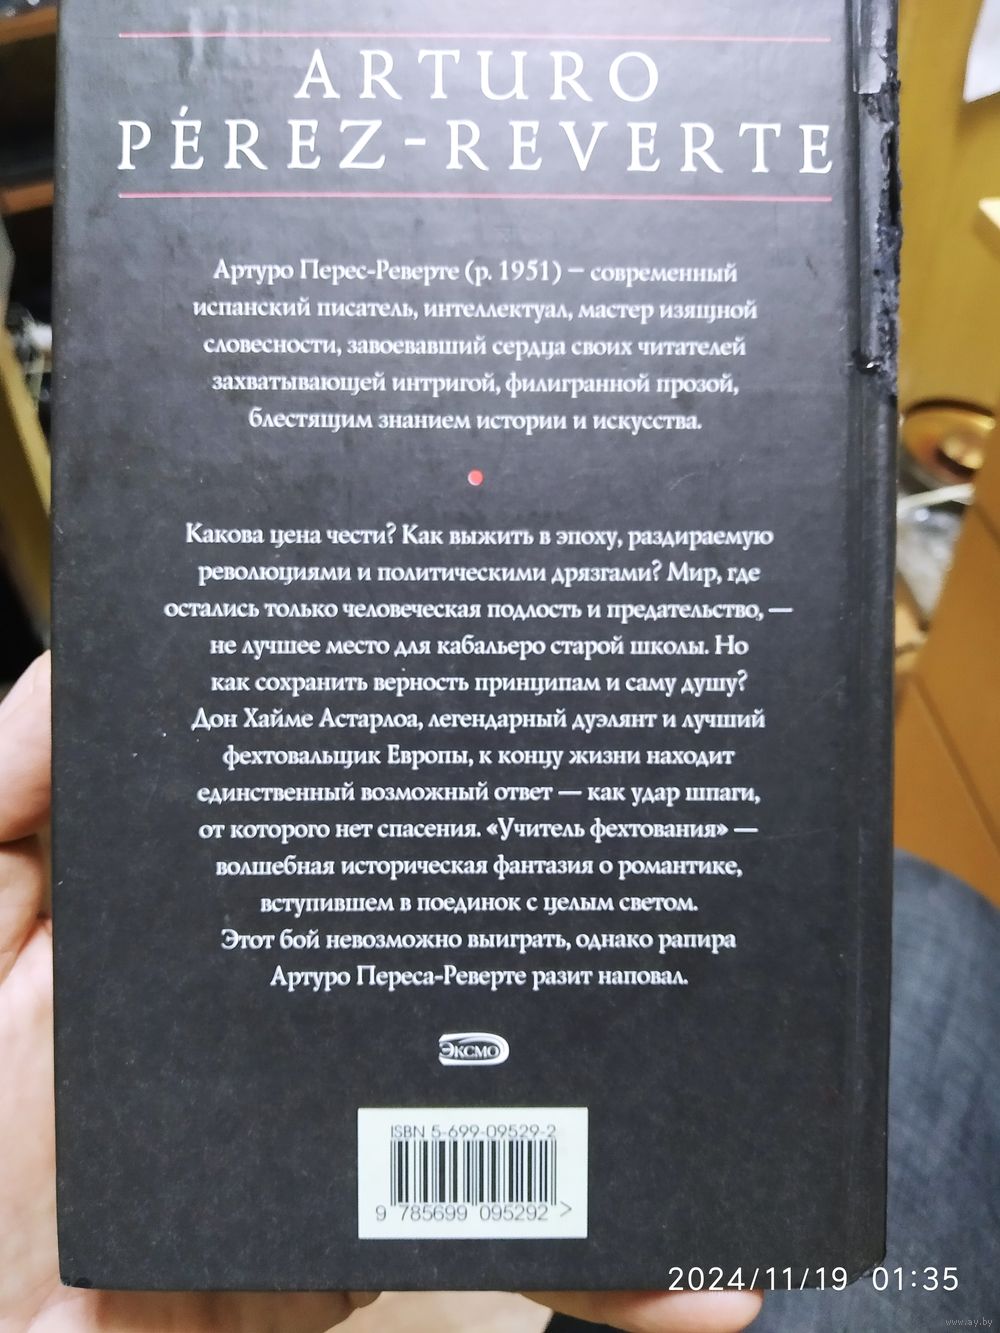 ARTURO
PÉREZ-REVERTE
Артуро Перес-Реверте (р. 1951) — современный
испанский писатель, интеллектуал, мастер изящной
словесности, завоевавший сердца своих читателей
захватывающей интригой, филигранной прозой,
блестящим знанием истории и искусства.
Какова цена чести? Как выжить в эпоху, раздираемую
революциями и политическими дрязгами? Мир, где
остались только человеческая подлость и предательство, —
не лучшее место для кабальеро старой школы. Но
как сохранить верность принципам и саму душу?
Дон Хайме Астарлоа, легендарный дуэлянт и лучший
фехтовальщик Европы, к концу жизни находит
единственный возможный ответ — как удар шпаги,
от которого нет спасения. «Учитель фехтования» —
волшебная историческая фантазия о романтике,
вступившем в поединок с целым светом.
Этот бой невозможно выиграть, однако рапира
Артуро Переса-Реверте разит наповал.
ЭКСМО
ISBN 5-699-09529-2
9 785699 095292 >
2024/11/19 01:35
www.ay.by